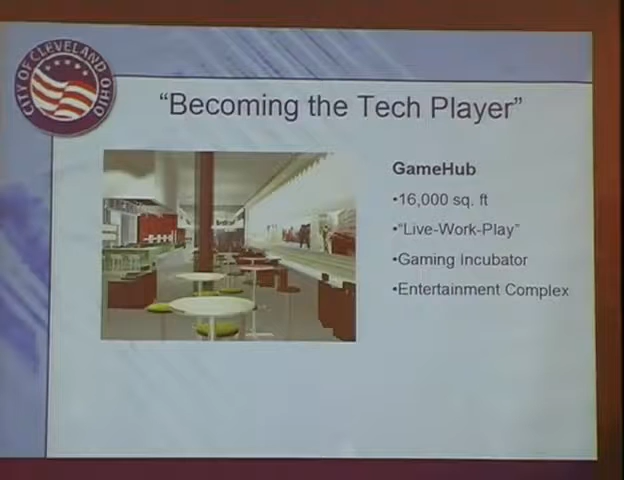 CITY OF CLEVELAND OHIO
“Becoming the Tech Player”
GameHub
•16,000 sq. ft
•“Live-Work-Play”
•Gaming Incubator
•Entertainment Complex